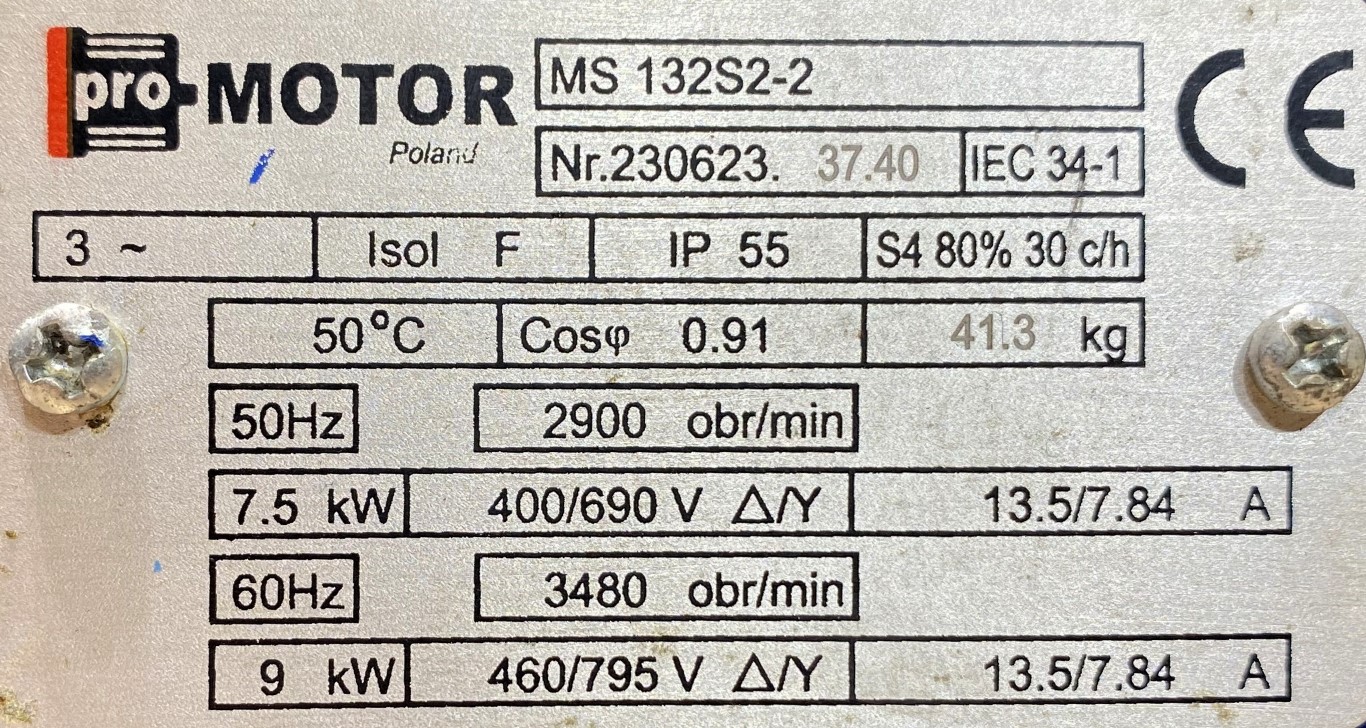 pro MOTOR
Poland
MS 132S2-2
Nr.230623. 37.40 IEC 34-1
CE
3 ~ Isol F IP 55 S4 80% 30 c/h
50°C Cosφ 0.91 41.3 kg
50Hz 2900 obr/min
7.5 kW 400/690 V Δ/Y 13.5/7.84 A
60Hz 3480 obr/min
9 kW 460/795 V Δ/Y 13.5/7.84 A